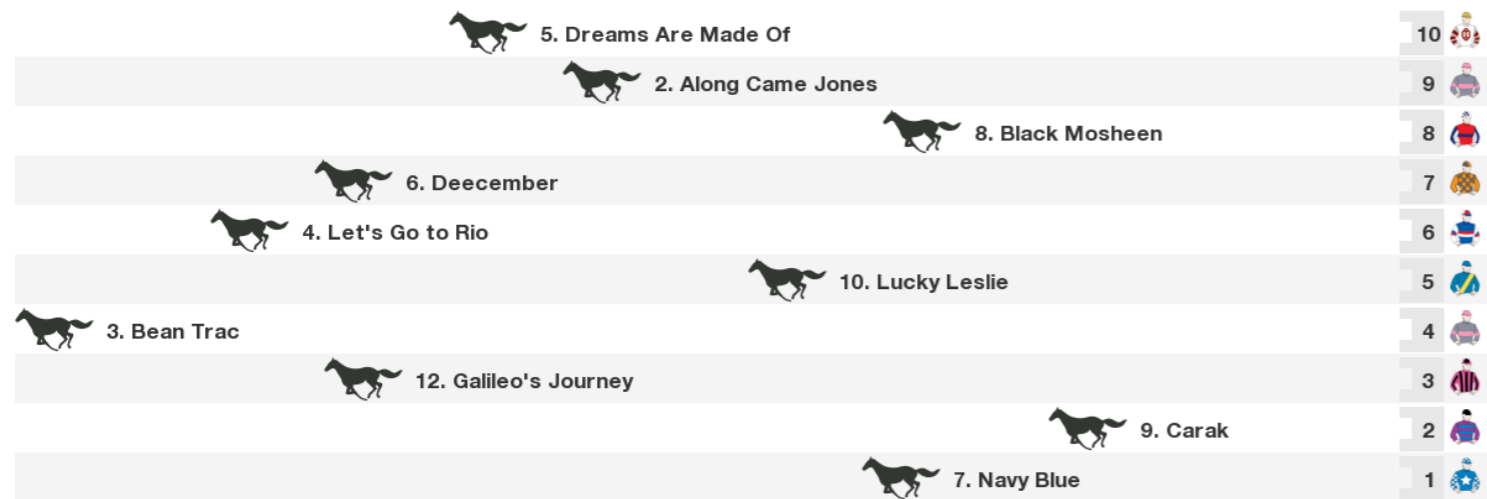 5. Dreams Are Made Of 10
2. Along Came Jones 9
8. Black Mosheen 8
6. Deecember 7
4. Let's Go to Rio 6
10. Lucky Leslie 5
3. Bean Trac 4
12. Galileo's Journey 3
9. Carak 2
7. Navy Blue 1